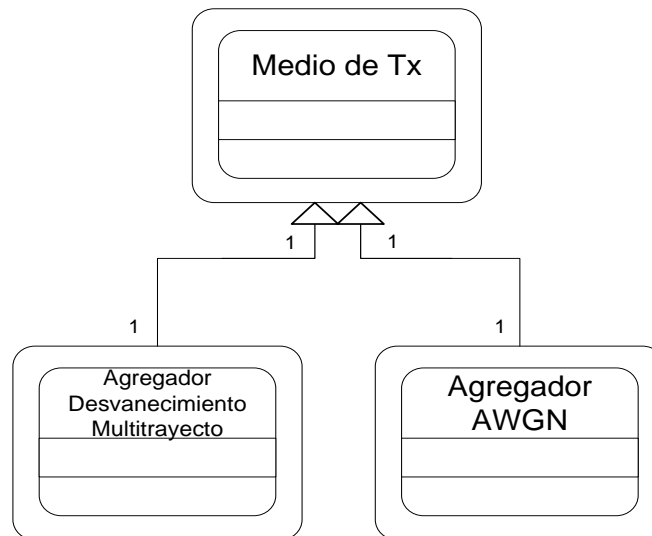 Medio de Tx
1
1
1
1
Agregador
Desvanecimiento
Multitrayecto
Agregador
AWGN